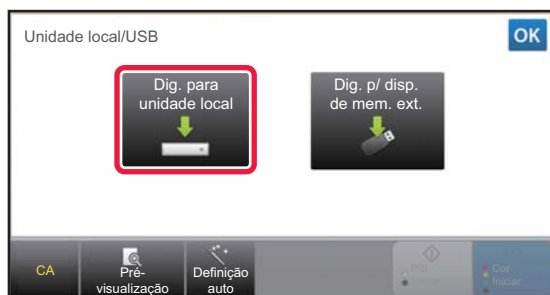 Unidade local/USB
OK
Dig. para
unidade local
Dig. p/ disp.
de mem. ext.
CA
Pré-
visualização
Definição
auto
P/B
Iniciar
Cor
Iniciar